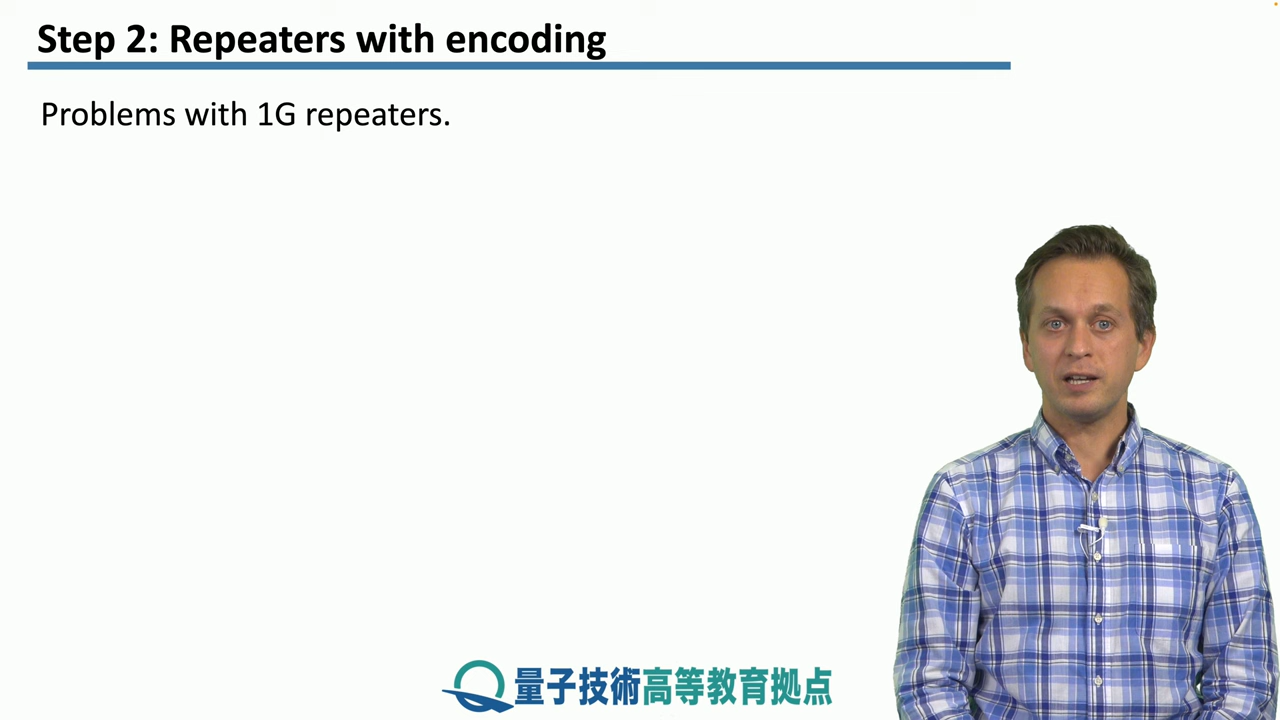 Step 2: Repeaters with encoding
Problems with 1G repeaters.
量子技術高等教育拠点